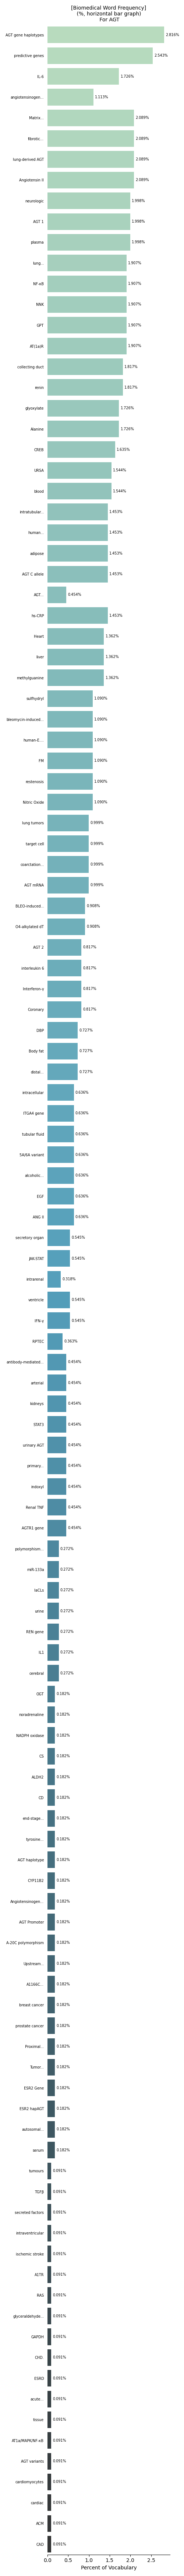 [Biomedical Word Frequency]
(%, horizontal bar graph)
For AGT
AGT gene haplotypes 2.816%
predictive genes 2.543%
IL-6 1.726%
angiotensinogen... 1.113%
Matrix... 2.089%
fibrotic... 2.089%
lung-derived AGT 2.089%
Angiotensin II 2.089%
neurologic 1.998%
AGT 1 1.998%
plasma 1.998%
lung... 1.907%
NF-κB 1.907%
MNK 1.907%
GPT 1.907%
AT(1a)R 1.907%
collecting duct 1.817%
renin 1.817%
glyoxylate 1.726%
Alanine 1.726%
CREB 1.635%
URSA 1.544%
blood 1.544%
intratubular... 1.453%
human... 1.453%
adipose 1.453%
AGT C allele 1.453%
AGT... 0.454%
hs-CRP 1.453%
Heart 1.362%
liver 1.362%
methylguanine 1.362%
sulfhydryl 1.090%
bleomycin-induced... 1.090%
human-E... 1.090%
FM 1.090%
restenosis 1.090%
Nitric Oxide 1.090%
lung tumors 0.999%
target cell 0.999%
coarctation... 0.999%
AGT mRNA 0.999%
BLEO-induced... 0.908%
O4-alkylated dT 0.908%
AGT 2 0.817%
interleukin 6 0.817%
Interferon-γ 0.817%
Coronary 0.817%
DBP 0.727%
Body fat 0.727%
distal... 0.727%
intracellular 0.636%
ITGA4 gene 0.636%
tubular fluid 0.636%
5A/6A variant 0.636%
alcoholic... 0.636%
EGF 0.636%
ANG II 0.636%
secretory organ 0.545%
JAK-STAT 0.545%
intrarenal 0.318%
ventricle 0.545%
IFN-γ 0.545%
NPTD1 0.363%
antibody-mediated... 0.454%
arterial 0.454%
kidneys 0.454%
STAT3 0.454%
urinary AGT 0.454%
primary... 0.454%
indoxyl 0.454%
Renal TNF 0.454%
AGTR1 gene 0.454%
polymorphism... 0.272%
miR-133a 0.272%
IaCLs 0.272%
urine 0.272%
REN gene 0.272%
IL1 0.272%
cerebral 0.272%
OGT 0.182%
noradrenaline 0.182%
NADPH oxidase 0.182%
CS 0.182%
ALDH2 0.182%
CD 0.182%
end-stage... 0.182%
tyrosine... 0.182%
AGT haplotype 0.182%
CYP11B2 0.182%
Angiotensinogen... 0.182%
AGT Promoter 0.182%
A-20C polymorphism 0.182%
Upstream... 0.182%
A1166C... 0.182%
breast cancer 0.182%
prostate cancer 0.182%
Proximal... 0.182%
Tumor... 0.182%
ESR2 Gene 0.182%
ESR2 hapAGT 0.182%
autosomal... 0.182%
serum 0.182%
tumours 0.091%
TGFβ 0.091%
secreted factors 0.091%
intraventricular 0.091%
ischemic stroke 0.091%
A1TR 0.091%
RAS 0.091%
glyceraldehyde... 0.091%
GAPDH 0.091%
CHD. 0.091%
ESRD 0.091%
acute... 0.091%
tissue 0.091%
AT1a/MAPK/NF-κB 0.091%
AGT variants 0.091%
cardiomyocytes 0.091%
cardiac 0.091%
ACM 0.091%
CAD 0.091%
0.0 0.5 1.0 1.5 2.0 2.5
Percent of Vocabulary